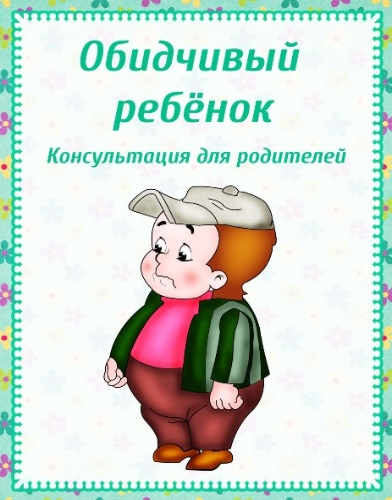 Обидчивый
ребёнок
Консультация для родителей